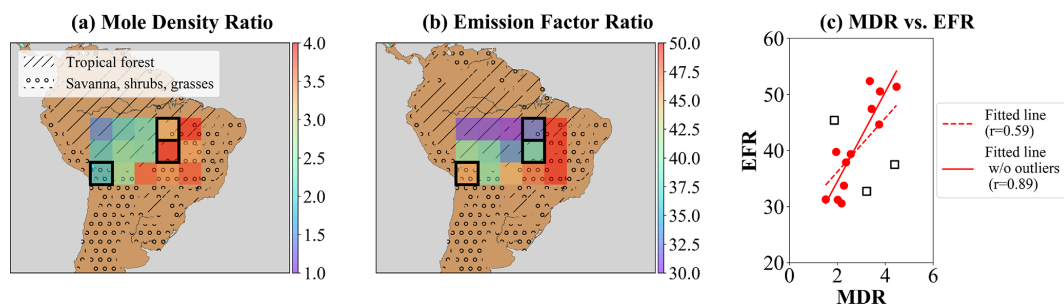 (a) Mole Density Ratio
Tropical forest
Savanna, shrubs, grasses
4.0
3.5
3.0
2.5
2.0
1.5
1.0
(b) Emission Factor Ratio
50.0
47.5
45.0
42.5
40.0
37.5
35.0
32.5
30.0
(c) MDR vs. EFR
EFR
60
50
40
30
20
0 2 4 6
MDR
Fitted line
(r=0.59)
Fitted line
w/o outliers
(r=0.89)